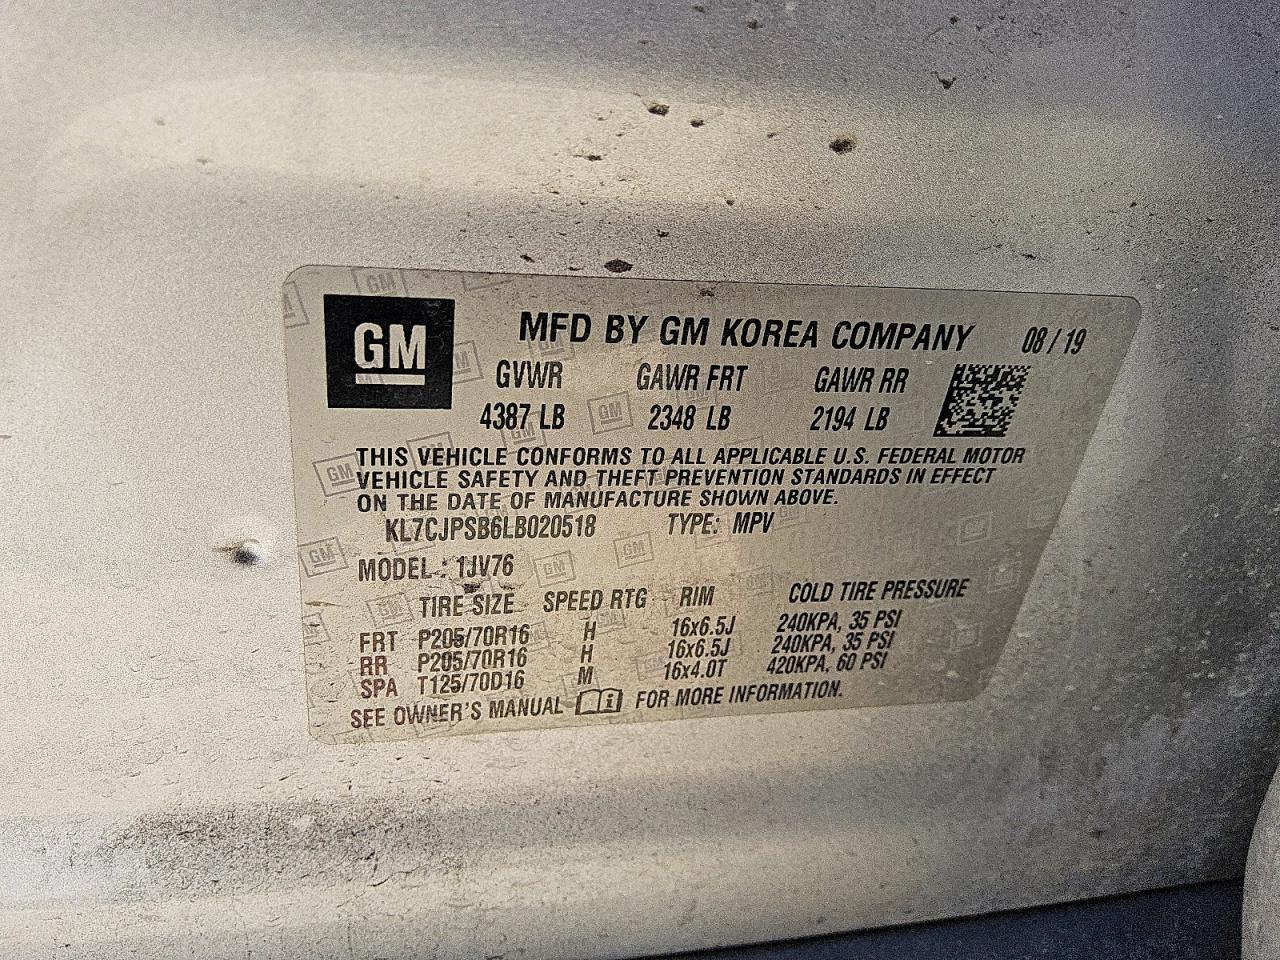 GM
MFD BY GM KOREA COMPANY 08/19
GVWR GAWR FRT GAWR RR
4387 LB 2348 LB 2194 LB
THIS VEHICLE CONFORMS TO ALL APPLICABLE U.S. FEDERAL MOTOR
VEHICLE SAFETY AND THEFT PREVENTION STANDARDS IN EFFECT
ON THE DATE OF MANUFACTURE SHOWN ABOVE.
KL7CJPSB6LB020518 TYPE: MPV
MODEL: 1JV76
TIRE SIZE SPEED RTG RIM COLD TIRE PRESSURE
FRT P205/70R16 H 16x6.5J 240KPA, 35 PSI
RR P205/70R16 H 16x6.5J 240KPA, 35 PSI
SPA T125/70D16 M 16x4.0T 420KPA, 60 PSI
SEE OWNER'S MANUAL i FOR MORE INFORMATION.